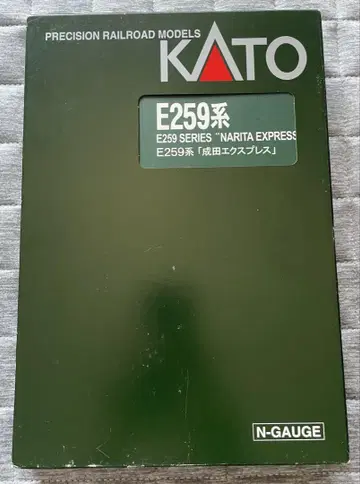 PRECISION RAILROAD MODELS
KATO
E259系
E259 SERIES "NARITA EXPRESS
E259系「成田エクスプレス」
N-GAUGE